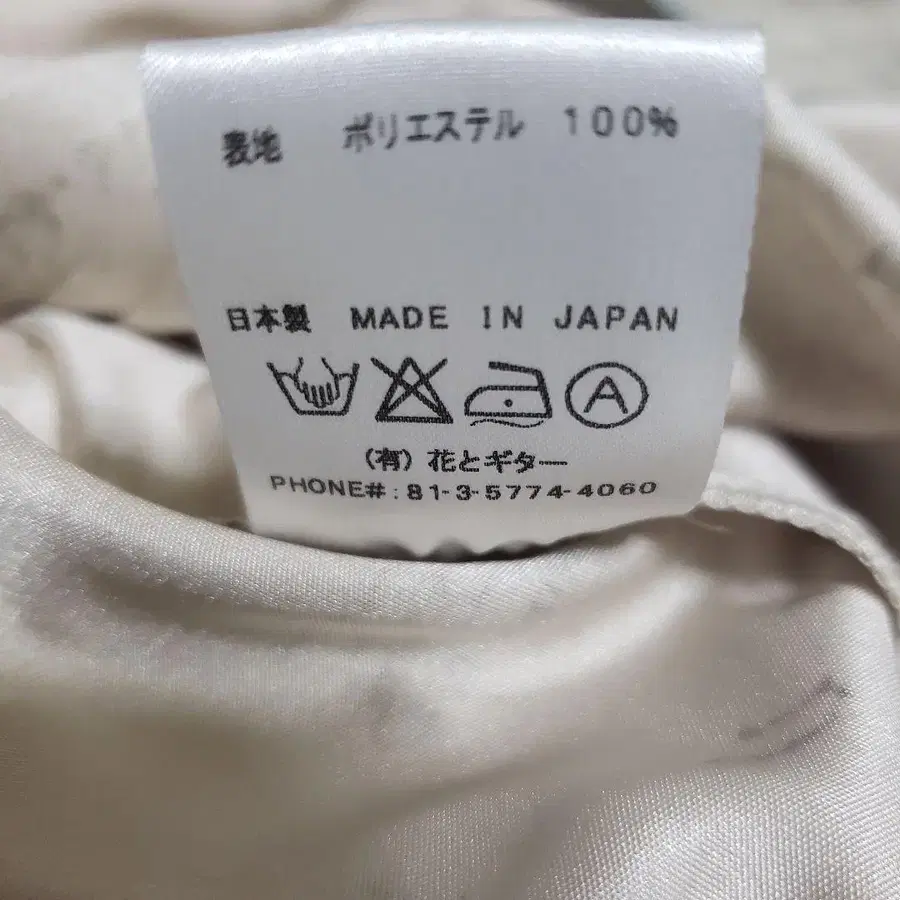 表地 ポリエステル 100%
日本製 MADE IN JAPAN
A
(有) 花とギター
PHONE#: 81-3-5774-4060